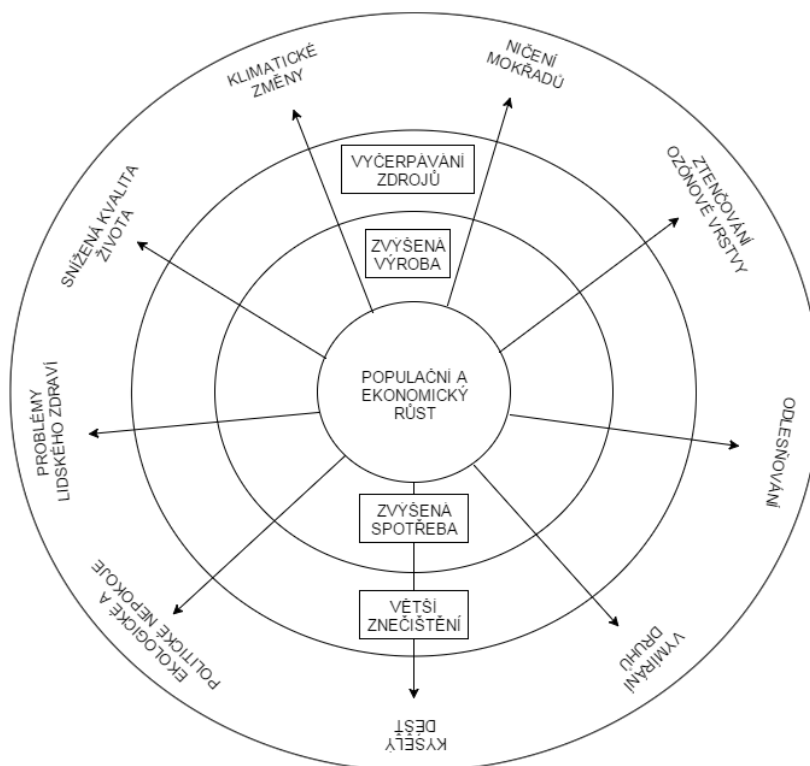 KLIMATICKÉ
ZMĚNY
NIČENÍ
MOKŘADŮ
ZTENČOVÁNÍ
OZÓNOVÉ VRSTVY
ODLESŇOVÁNÍ
VYMÍRÁNÍ
DRUHŮ
KYSELÝ
DÉŠŤ
EKOLOGICKÉ A
POLITICKÉ NEPOKOJE
PROBLÉMY
LIDSKÉHO ZDRAVÍ
SNÍŽENÁ KVALITA
ŽIVOTA
VYČERPÁVÁNÍ
ZDROJŮ
ZVÝŠENÁ
VÝROBA
POPULAČNÍ A
EKONOMICKÝ
RŮST
ZVÝŠENÁ
SPOTŘEBA
VĚTŠÍ
ZNEČIŠTĚNÍ